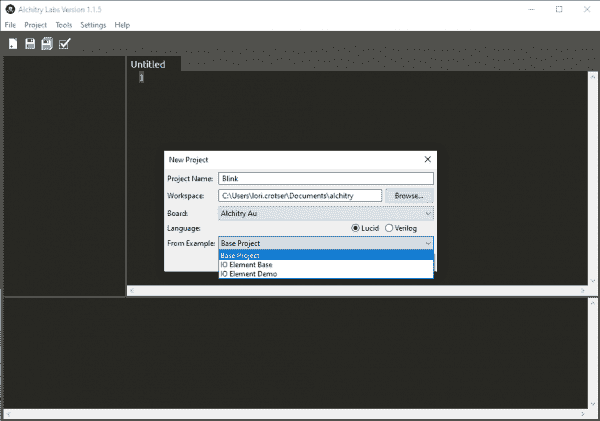 Alchitry Labs Version 1.1.5
File Project Tools Settings Help
Untitled
1
New Project
Project Name: Blink
Workspace: C:\Users\lori.crotser\Documents\alchitry Browse...
Board: Alchitry Au
Language: Lucid Verilog
From Example: Base Project
Base Project
IO Element Base
IO Element Demo